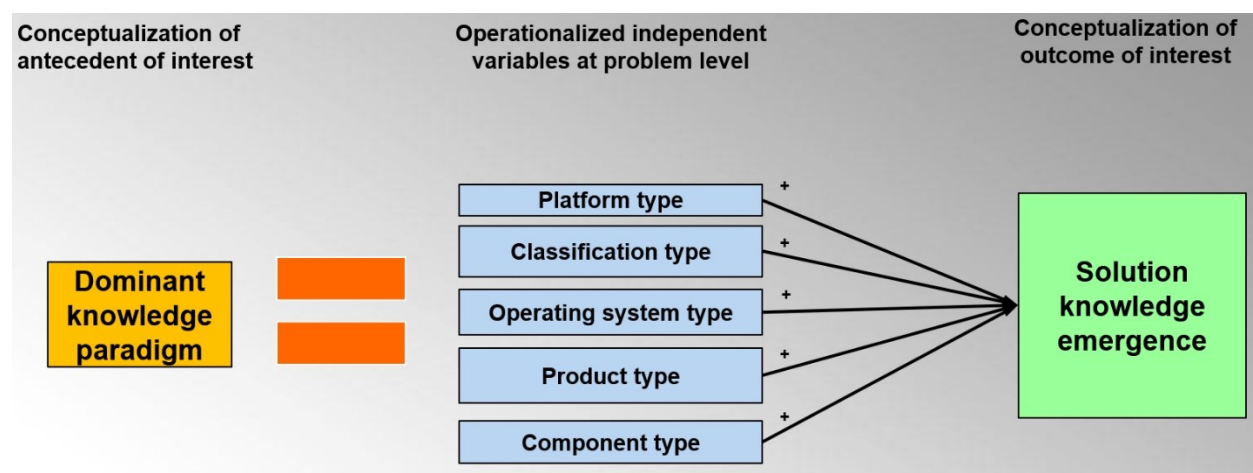 Conceptualization of
antecedent of interest
Operationalized independent
variables at problem level
Conceptualization of
outcome of interest
Dominant
knowledge
paradigm
Platform type
+
Classification type
+
Operating system type
+
Product type
+
Component type
+
Solution
knowledge
emergence